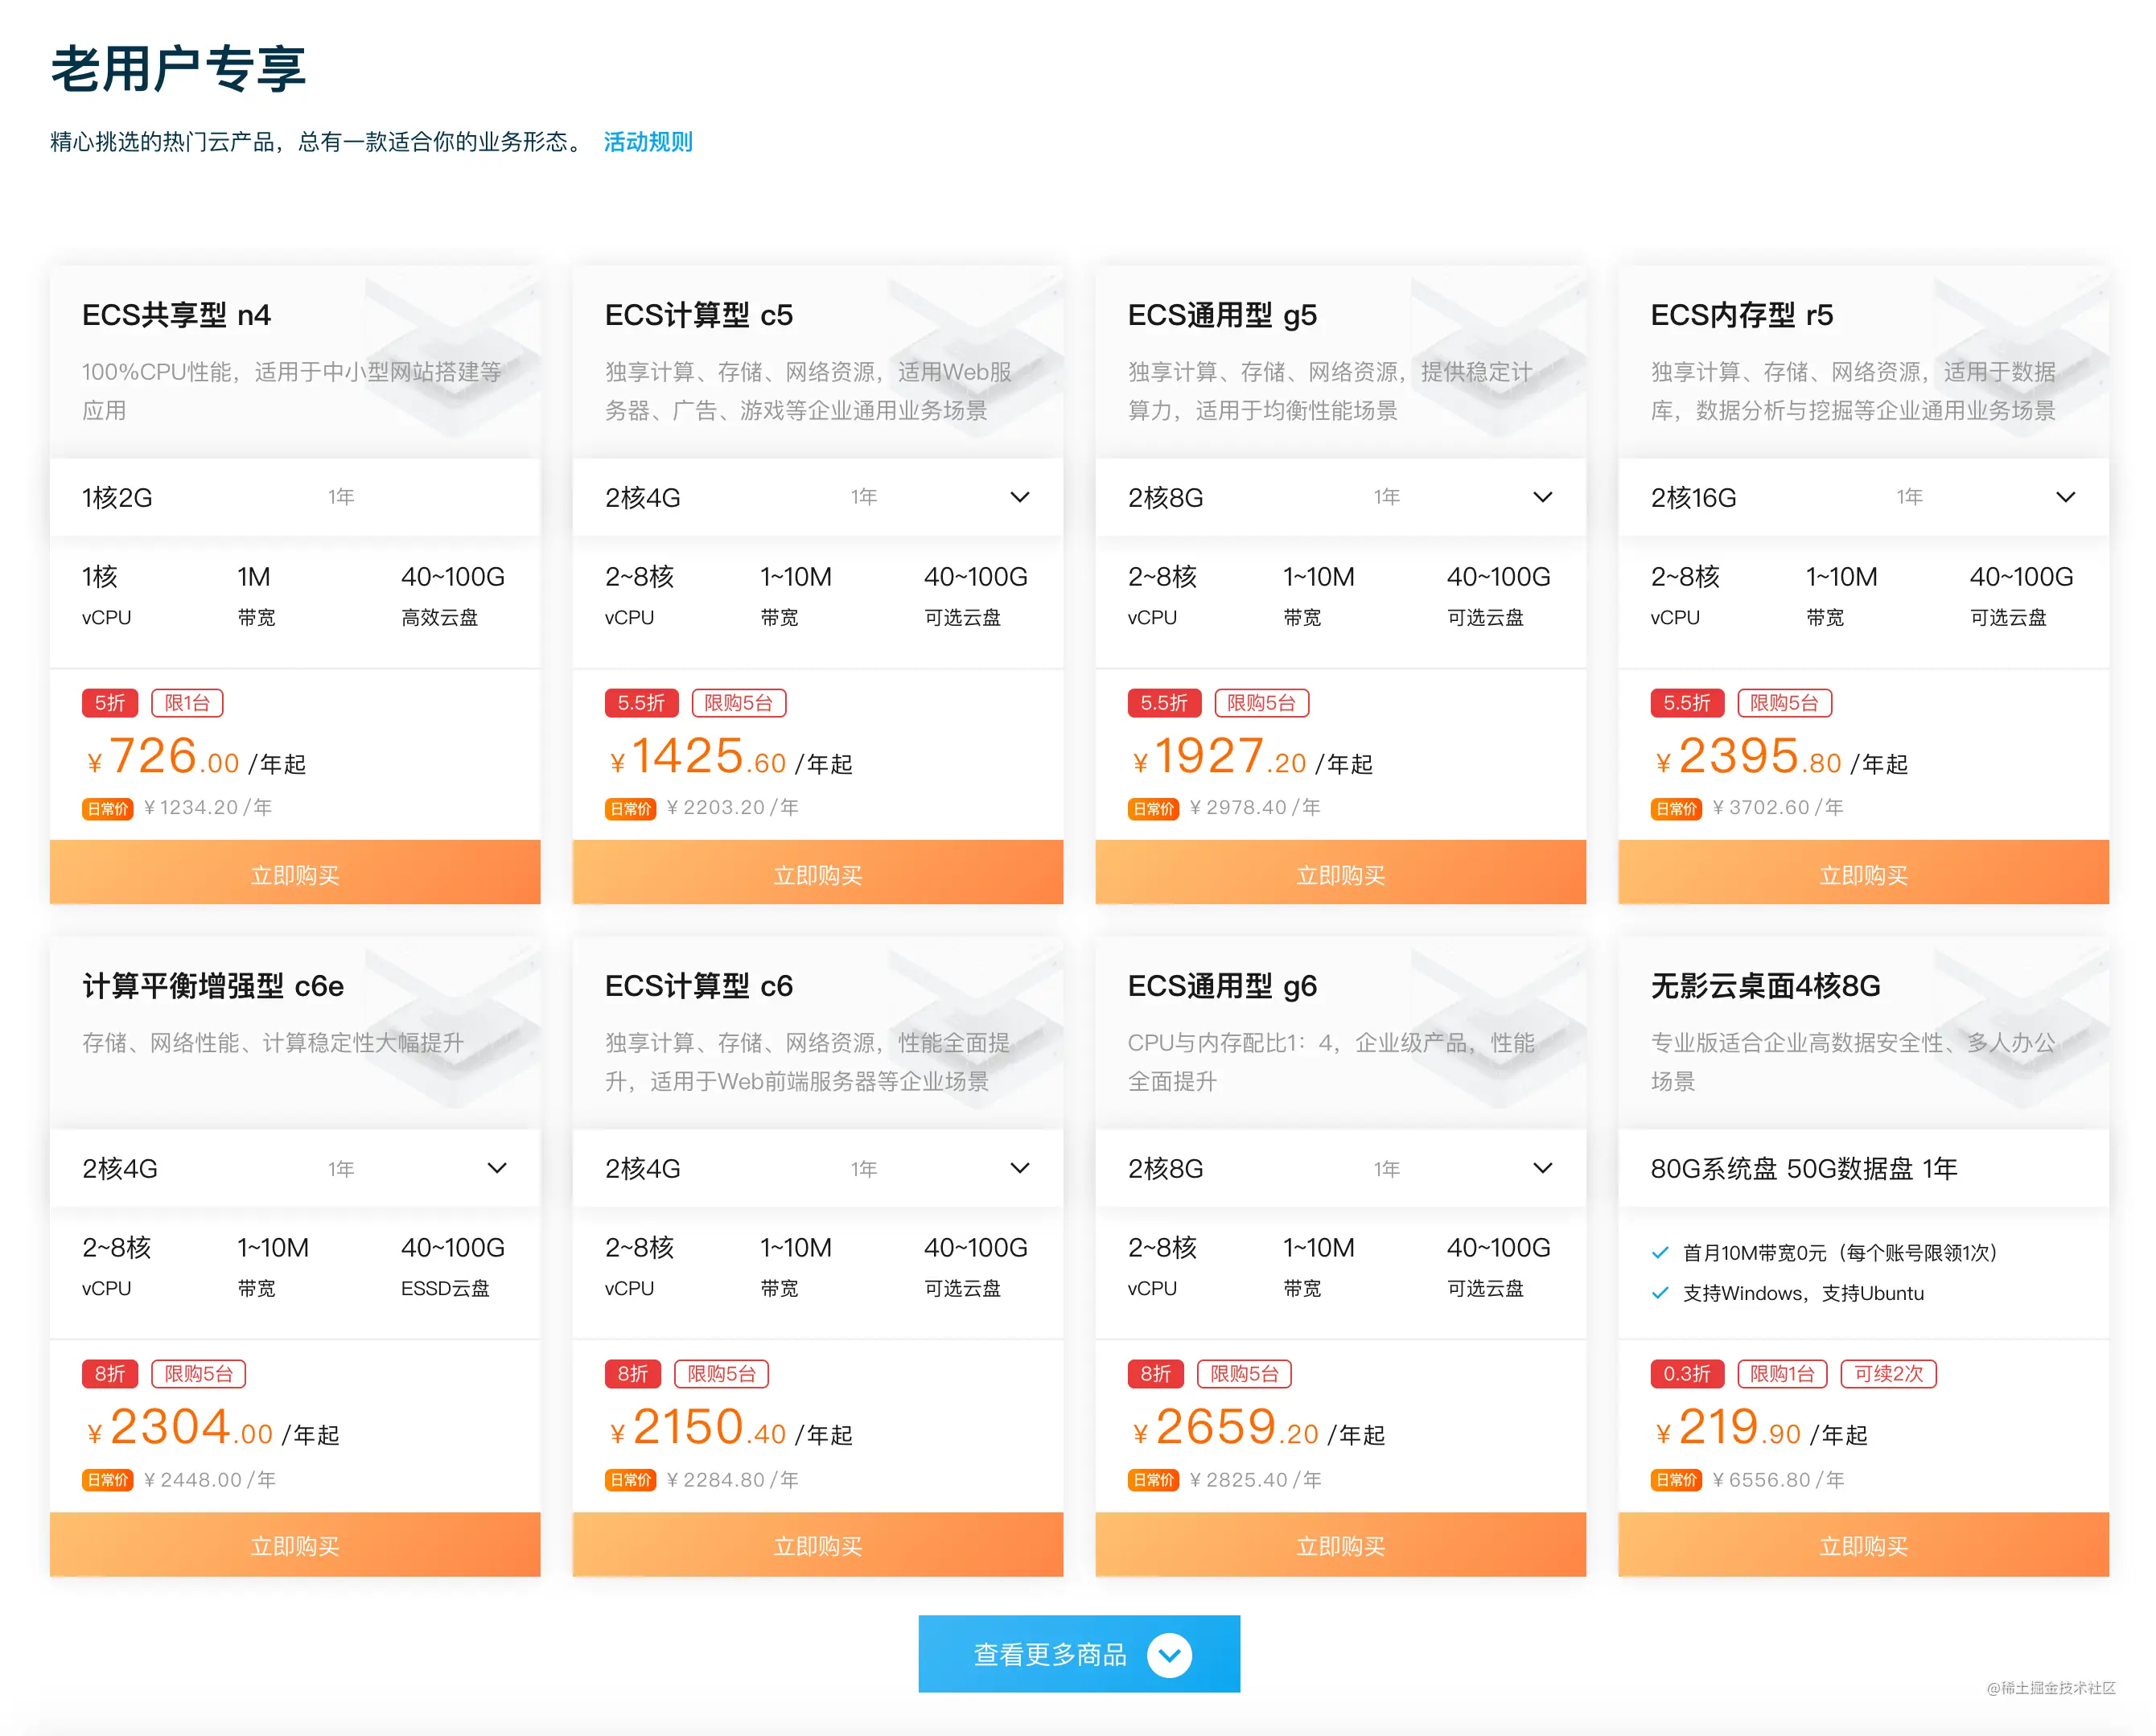 老用户专享
精心挑选的热门云产品，总有一款适合你的业务形态。 活动规则
ECS共享型 n4
100%CPU性能，适用于中小型网站搭建等
应用
1核2G 1年
1核 1M 40~100G
vCPU 带宽 高效云盘
5折 限1台
¥726.00 /年起
日常价 ¥1234.20/年
立即购买
ECS计算型 c5
独享计算、存储、网络资源，适用Web服
务器、广告、游戏等企业通用业务场景
2核4G 1年
2~8核 1~10M 40~100G
vCPU 带宽 可选云盘
5.5折 限购5台
¥1425.60 /年起
日常价 ¥2203.20/年
立即购买
ECS通用型 g5
独享计算、存储、网络资源，提供稳定计
算力，适用于均衡性能场景
2核8G 1年
2~8核 1~10M 40~100G
vCPU 带宽 可选云盘
5.5折 限购5台
¥1927.20 /年起
日常价 ¥2978.40/年
立即购买
ECS内存型 r5
独享计算、存储、网络资源，适用于数据
库，数据分析与挖掘等企业通用业务场景
2核16G 1年
2~8核 1~10M 40~100G
vCPU 带宽 可选云盘
5.5折 限购5台
¥2395.80 /年起
日常价 ¥3702.60/年
立即购买
计算平衡增强型 c6e
存储、网络性能、计算稳定性大幅提升
2核4G 1年
2~8核 1~10M 40~100G
vCPU 带宽 ESSD云盘
8折 限购5台
¥2304.00 /年起
日常价 ¥2448.00/年
立即购买
ECS计算型 c6
独享计算、存储、网络资源，性能全面提
升，适用于Web前端服务器等企业场景
2核4G 1年
2~8核 1~10M 40~100G
vCPU 带宽 可选云盘
8折 限购5台
¥2150.40 /年起
日常价 ¥2284.80/年
立即购买
ECS通用型 g6
CPU与内存配比1：4，企业级产品，性能
全面提升
2核8G 1年
2~8核 1~10M 40~100G
vCPU 带宽 可选云盘
8折 限购5台
¥2659.20 /年起
日常价 ¥2825.40/年
立即购买
无影云桌面4核8G
专业版适合企业高数据安全性、多人办公
场景
80G系统盘 50G数据盘 1年
首月10M带宽0元（每个账号限领1次）
支持Windows，支持Ubuntu
0.3折 限购1台 可续2次
¥219.90 /年起
日常价 ¥6556.80/年
立即购买
查看更多商品
@稀土掘金技术社区